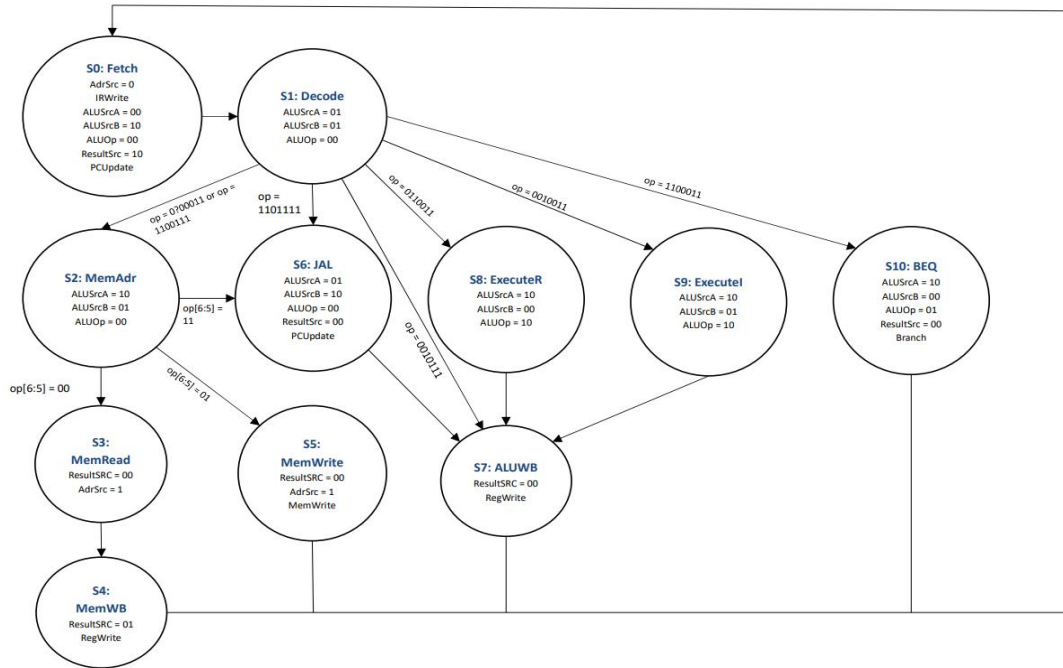 S0: Fetch
AdrSrc = 0
IRWrite
ALUSrcA = 00
ALUSrcB = 10
ALUOp = 00
ResultSrc = 10
PCUpdate
S1: Decode
ALUSrcA = 01
ALUSrcB = 01
ALUOp = 00
op = 0?00011 or op =
1100111
op =
1101111
op = 0110011
op = 0010011
op = 1100011
op = 0010111
S2: MemAdr
ALUSrcA = 10
ALUSrcB = 01
ALUOp = 00
op[6:5] =
11
S6: JAL
ALUSrcA = 01
ALUSrcB = 10
ALUOp = 00
ResultSrc = 00
PCUpdate
S8: ExecuteR
ALUSrcA = 10
ALUSrcB = 00
ALUOp = 10
S9: ExecuteI
ALUSrcA = 10
ALUSrcB = 01
ALUOp = 10
S10: BEQ
ALUSrcA = 10
ALUSrcB = 00
ALUOp = 01
ResultSrc = 00
Branch
op[6:5] = 00
op[6:5] = 01
S3:
MemRead
ResultSRC = 00
AdrSrc = 1
S5:
MemWrite
ResultSRC = 00
AdrSrc = 1
MemWrite
S7: ALUWB
ResultSRC = 00
RegWrite
S4:
MemWB
ResultSRC = 01
RegWrite